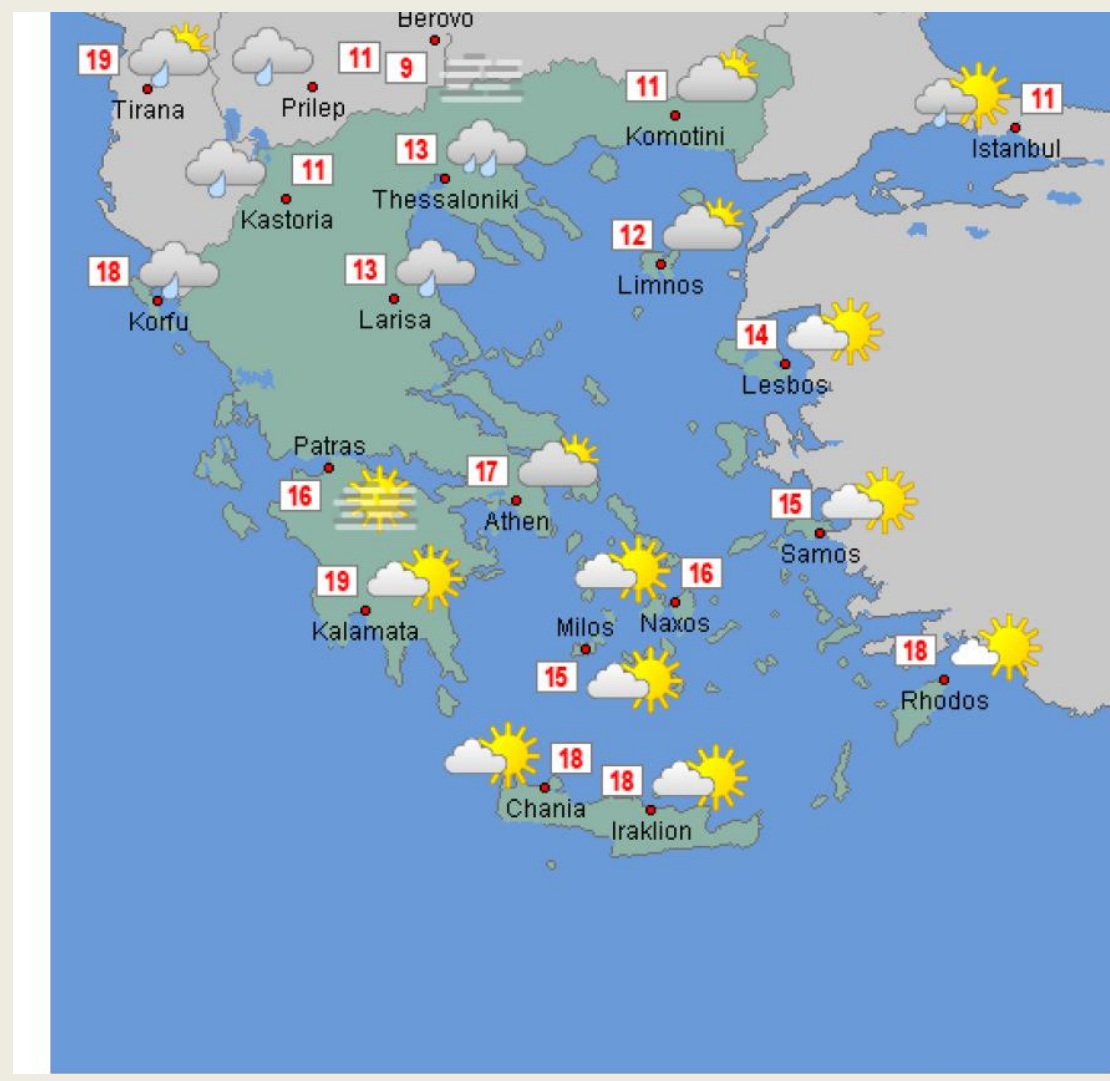 Berovo
19
11
9
Tirana
Prilep
11
Komotini
11
Istanbul
11
Kastoria
13
Thessaloniki
12
Limnos
18
Korfu
13
Larisa
14
Lesbos
Patras
16
17
Athen
15
Samos
19
Kalamata
16
Milos
Naxos
15
18
Rhodos
18
Chania
18
Iraklion